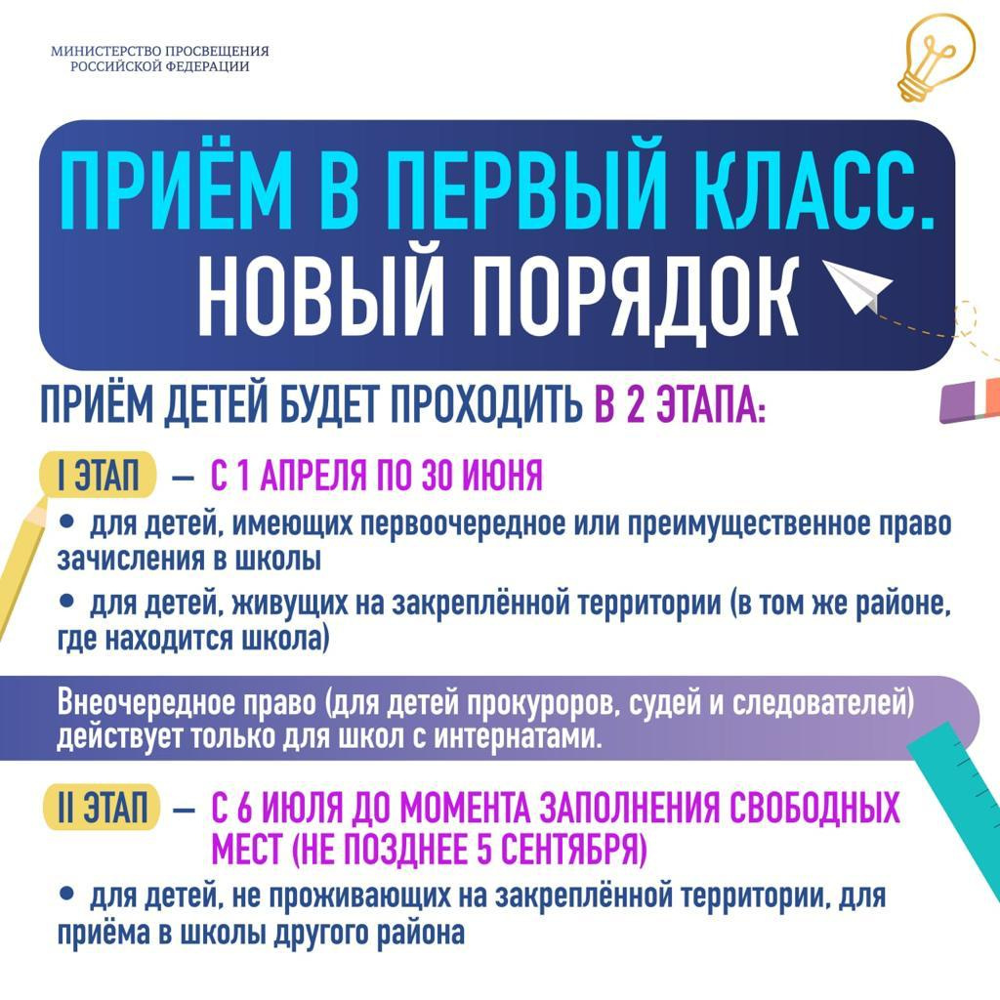 МИНИСТЕРСТВО ПРОСВЕЩЕНИЯ
РОССИЙСКОЙ ФЕДЕРАЦИИ
ПРИЁМ В ПЕРВЫЙ КЛАСС.
НОВЫЙ ПОРЯДОК
ПРИЁМ ДЕТЕЙ БУДЕТ ПРОХОДИТЬ В 2 ЭТАПА:
I ЭТАП – С 1 АПРЕЛЯ ПО 30 ИЮНЯ
• для детей, имеющих первоочередное или преимущественное право
зачисления в школы
• для детей, живущих на закреплённой территории (в том же районе,
где находится школа)
Внеочередное право (для детей прокуроров, судей и следователей)
действует только для школ с интернатами.
II ЭТАП – С 6 ИЮЛЯ ДО МОМЕНТА ЗАПОЛНЕНИЯ СВОБОДНЫХ
МЕСТ (НЕ ПОЗДНЕЕ 5 СЕНТЯБРЯ)
• для детей, не проживающих на закреплённой территории, для
приёма в школы другого района